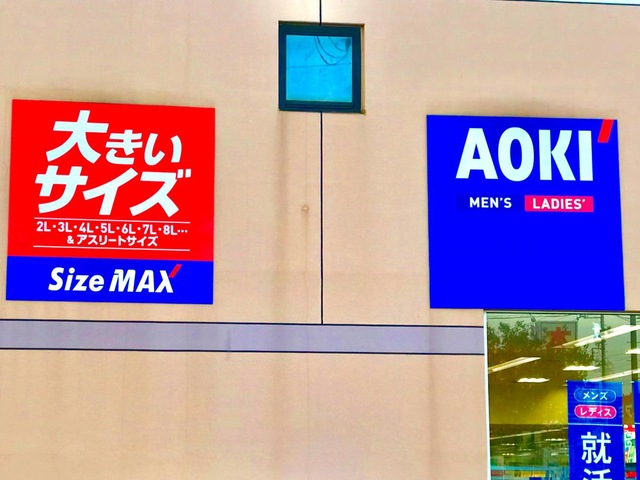 大きい
サイズ
2L・3L・4L・5L・6L・7L・8L…
& アスリートサイズ
Size MAX
AOKI
MEN'S LADIES'
メンズ
レディス
就活